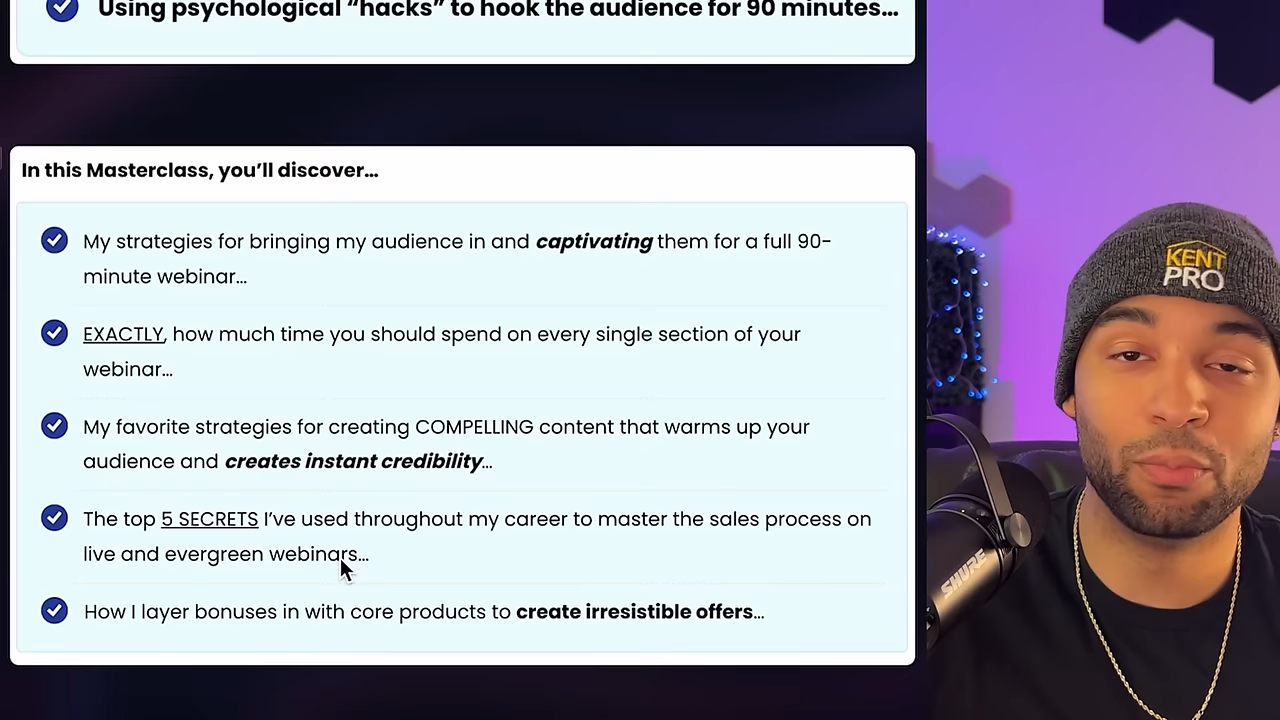 Using psychological “hacks” to hook the audience for 90 minutes…
In this Masterclass, you’ll discover…
My strategies for bringing my audience in and captivating them for a full 90-
minute webinar…
EXACTLY, how much time you should spend on every single section of your
webinar…
My favorite strategies for creating COMPELLING content that warms up your
audience and creates instant credibility…
The top 5 SECRETS I’ve used throughout my career to master the sales process on
live and evergreen webinars…
How I layer bonuses in with core products to create irresistible offers…
KENT
PRO
SHURE